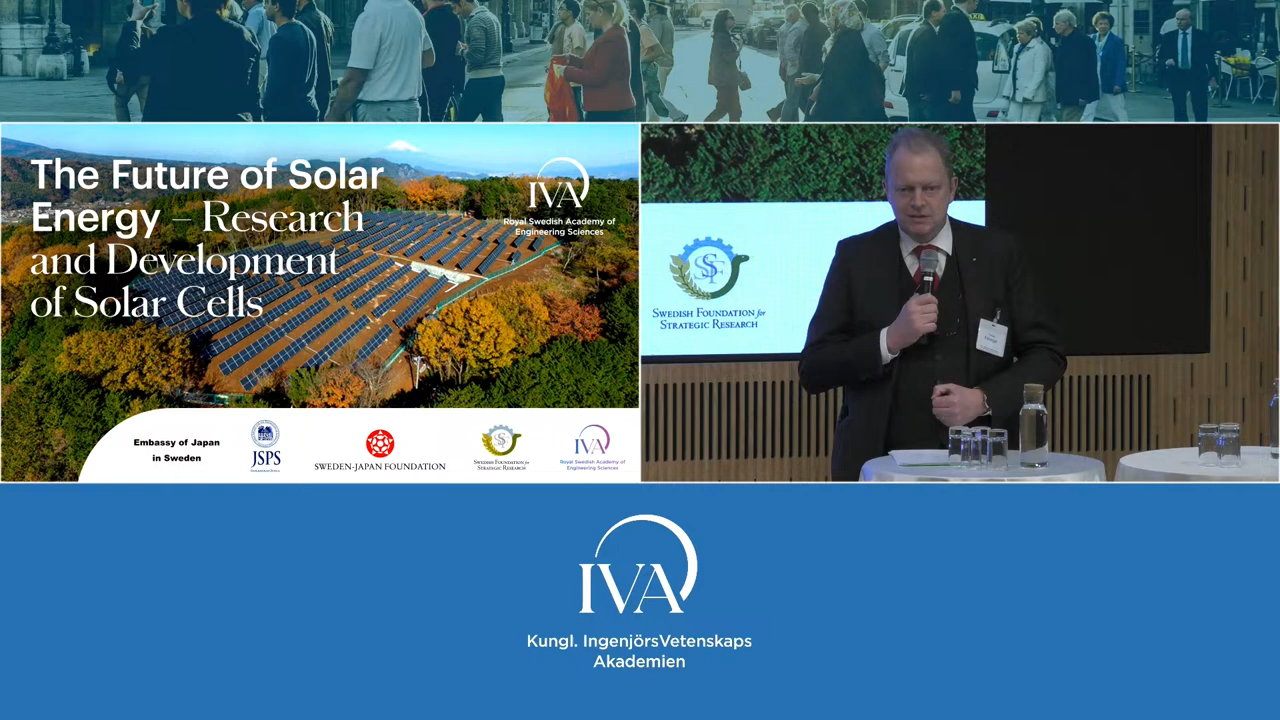 The Future of Solar
Energy – Research
and Development
of Solar Cells
IVA
Royal Swedish Academy of
Engineering Sciences
Embassy of Japan
in Sweden
JSPS
SWEDEN-JAPAN FOUNDATION
SSF
SWEDISH FOUNDATION for
STRATEGIC RESEARCH
IVA
Royal Swedish Academy of
Engineering Sciences
SSF
SWEDISH FOUNDATION for
STRATEGIC RESEARCH
IVA
Kungl. IngenjörsVetenskaps
Akademien